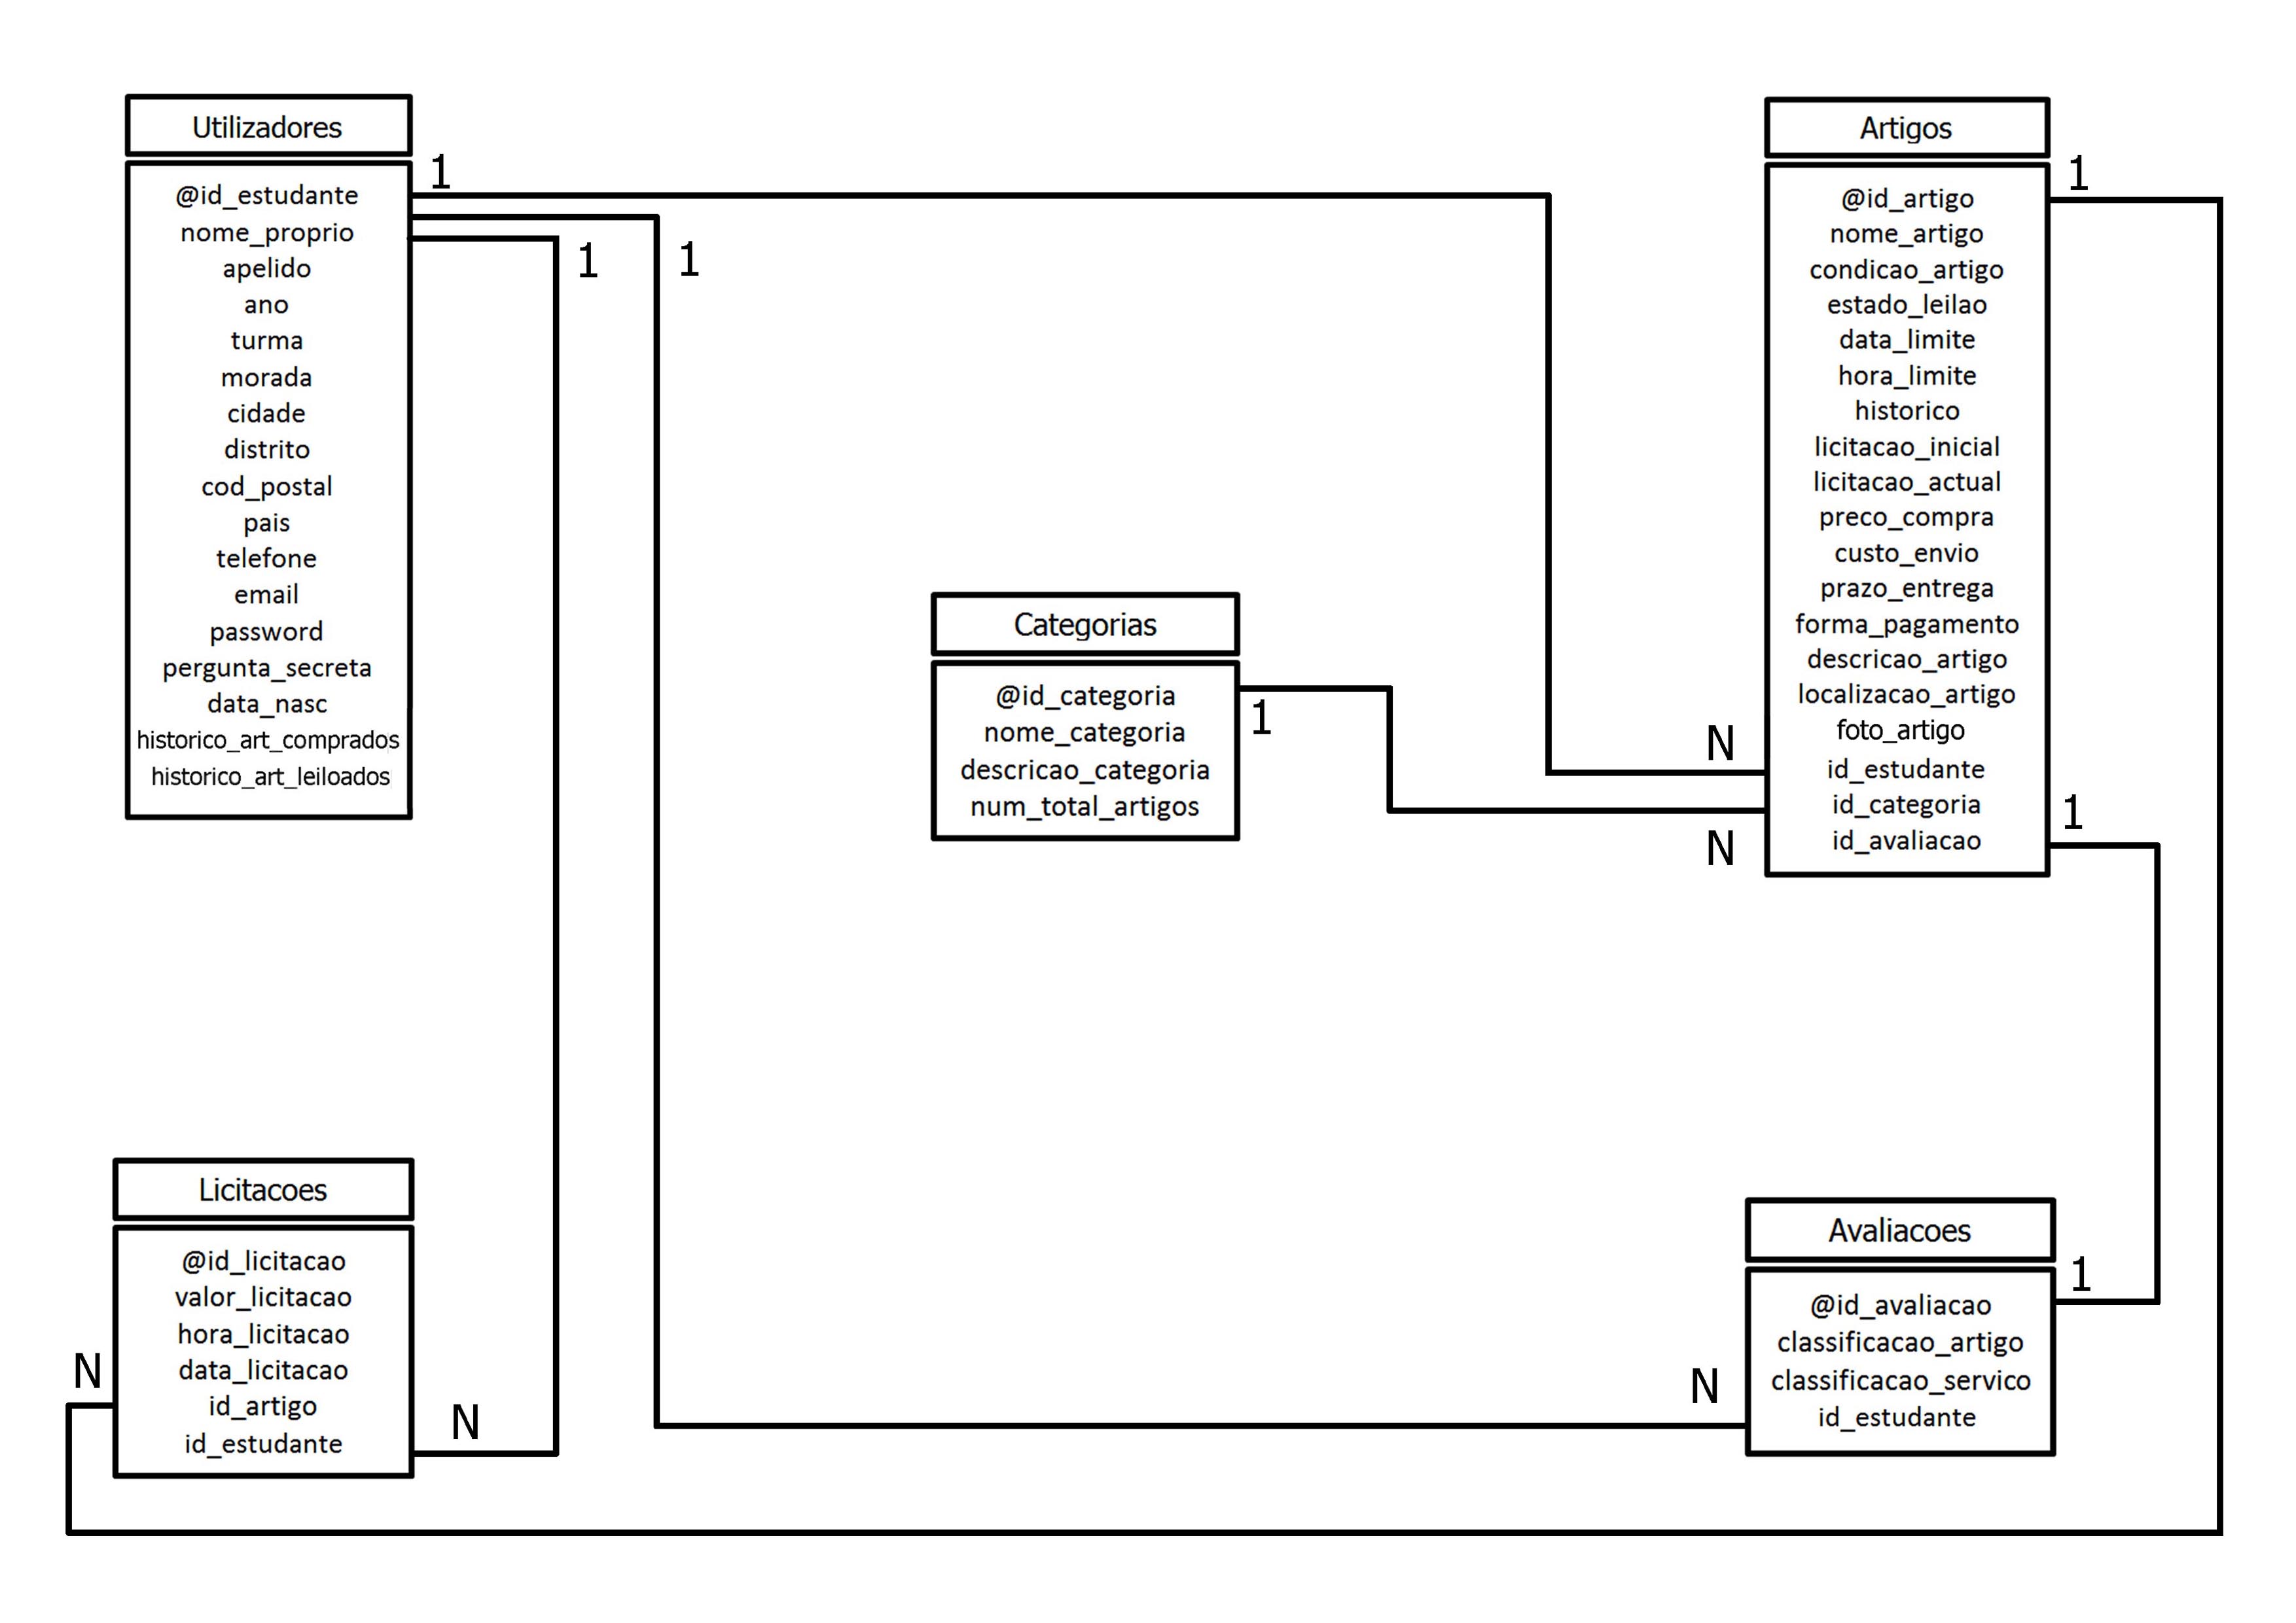 Utilizadores
@id_estudante
nome_proprio
apelido
ano
turma
morada
cidade
distrito
cod_postal
pais
telefone
email
password
pergunta_secreta
data_nasc
historico_art_comprados
historico_art_leiloados
1
1
1
Artigos
@id_artigo
nome_artigo
condicao_artigo
estado_leilao
data_limite
hora_limite
historico
licitacao_inicial
licitacao_actual
preco_compra
custo_envio
prazo_entrega
forma_pagamento
descricao_artigo
localizacao_artigo
foto_artigo
id_estudante
id_categoria
id_avaliacao
1
N
N
1
Categorias
@id_categoria
nome_categoria
descricao_categoria
num_total_artigos
1
Licitacoes
@id_licitacao
valor_licitacao
hora_licitacao
data_licitacao
id_artigo
id_estudante
N
N
Avaliacoes
@id_avaliacao
classificacao_artigo
classificacao_servico
id_estudante
1
N